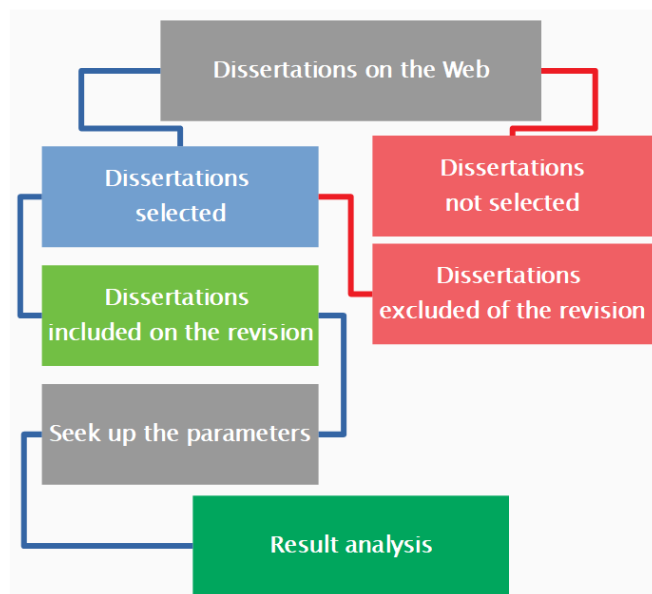 Dissertations on the Web
Dissertations
selected
Dissertations
not selected
Dissertations
included on the revision
Dissertations
excluded of the revision
Seek up the parameters
Result analysis